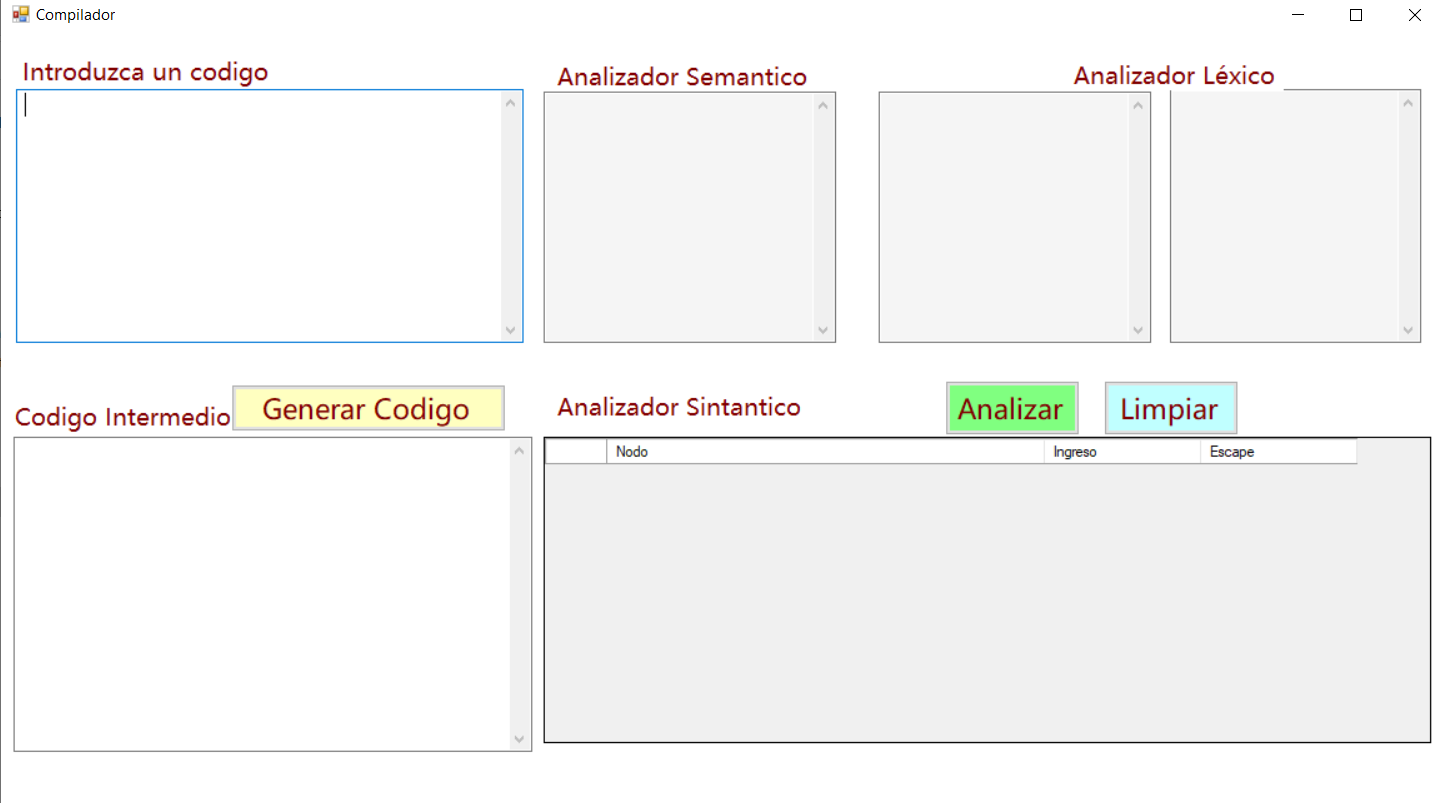 Compilador
Introduzca un codigo
Analizador Semantico
Analizador Léxico
Codigo Intermedio
Generar Codigo
Analizador Sintantico
Analizar
Limpiar
Nodo
Ingreso
Escape